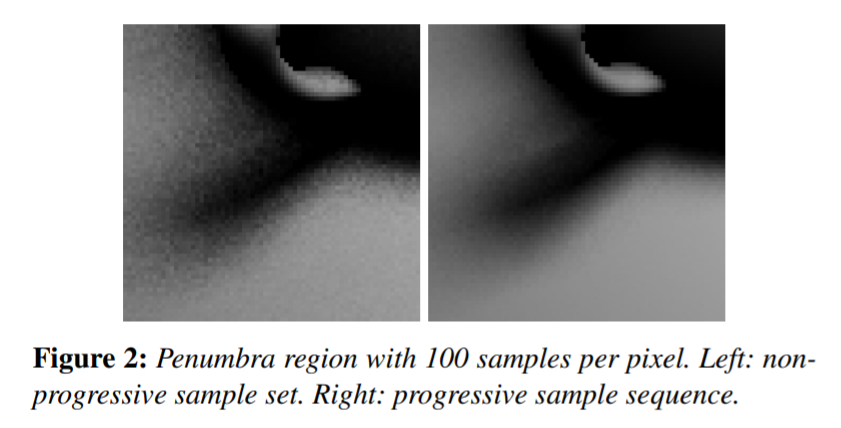 Figure 2: Penumbra region with 100 samples per pixel. Left: non-
progressive sample set. Right: progressive sample sequence.